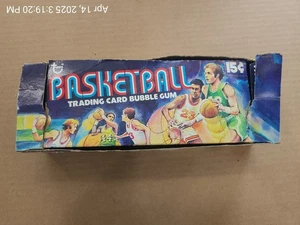 Apr 14, 2025 3:19:20 PM
BASKETBALL
15¢
TRADING CARD BUBBLE GUM